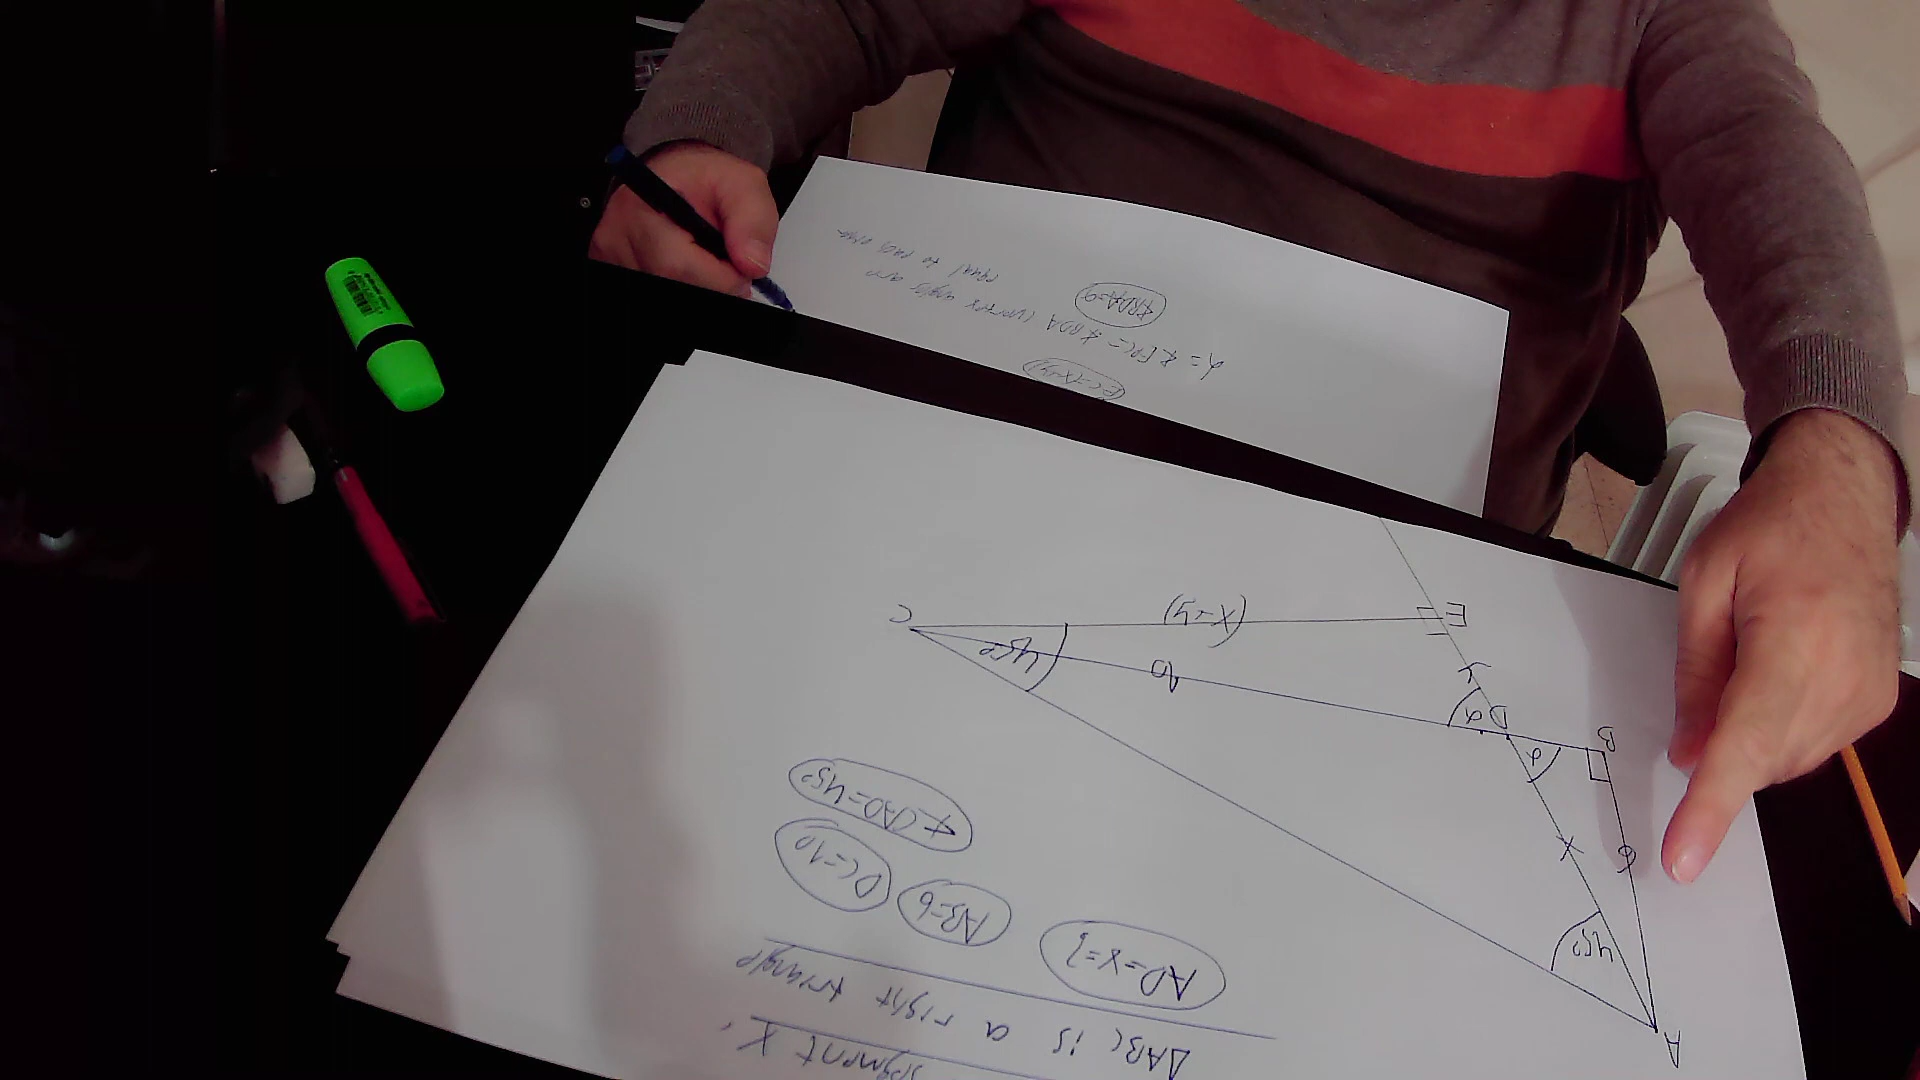 segment X,
ΔABC is a right triangle
AD=x=?
AB=6
DC=10
∢CAD=45°
A
45°
6
x
B
α
D
α
y
E
10
(x+y)
45°
C
EC=(x+y)
α=∢EDC=∢BDA (vertex angles are
equal to each other
∢BDA=α